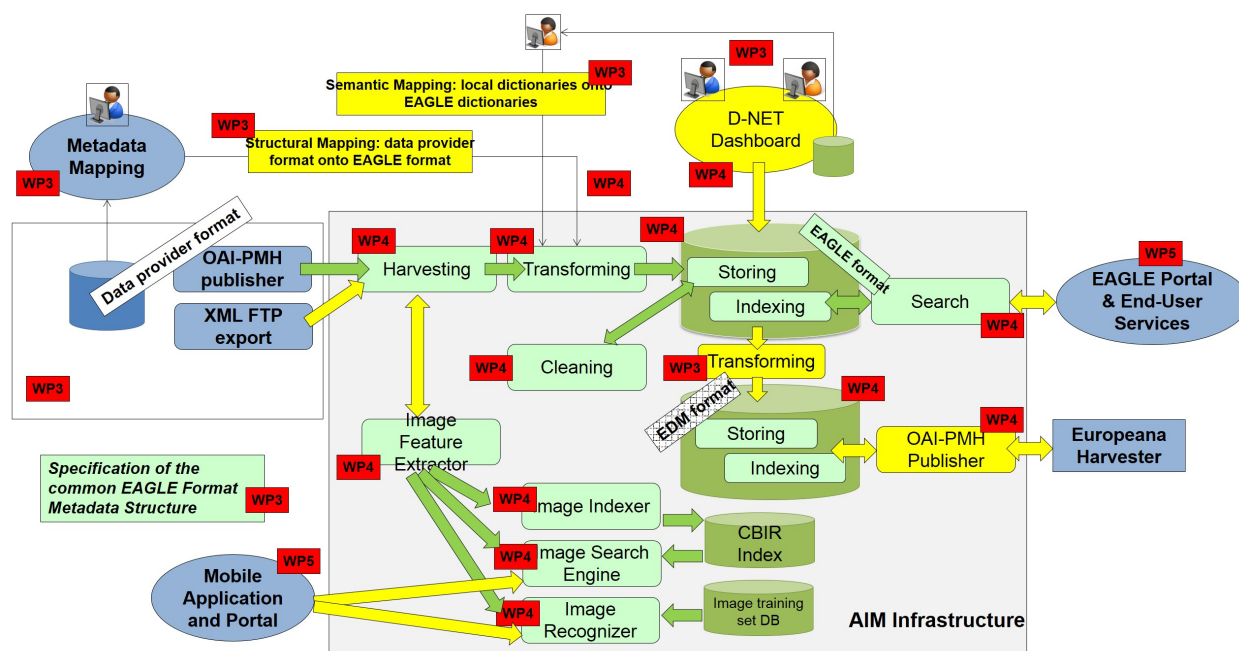 WP3
WP3
Semantic Mapping: local dictionaries onto
EAGLE dictionaries
D-NET
Dashboard
WP4
WP3
Structural Mapping: data provider
format onto EAGLE format
Metadata
Mapping
WP3
WP4
Data provider format
OAI-PMH
publisher
XML FTP
export
WP3
WP4
Harvesting
WP4
Transforming
WP4
Storing
Indexing
EAGLE format
Search
WP4
WP5
EAGLE Portal
& End-User
Services
WP4
Cleaning
WP3
Transforming
EDM format
WP4
Storing
Indexing
OAI-PMH
Publisher
WP4
Europeana
Harvester
Image
Feature
Extractor
WP4
Specification of the
common EAGLE Format
Metadata Structure
WP3
WP4
Image Indexer
CBIR
Index
WP4
Image Search
Engine
WP5
Mobile
Application
and Portal
WP4
Image
Recognizer
Image training
set DB
AIM Infrastructure